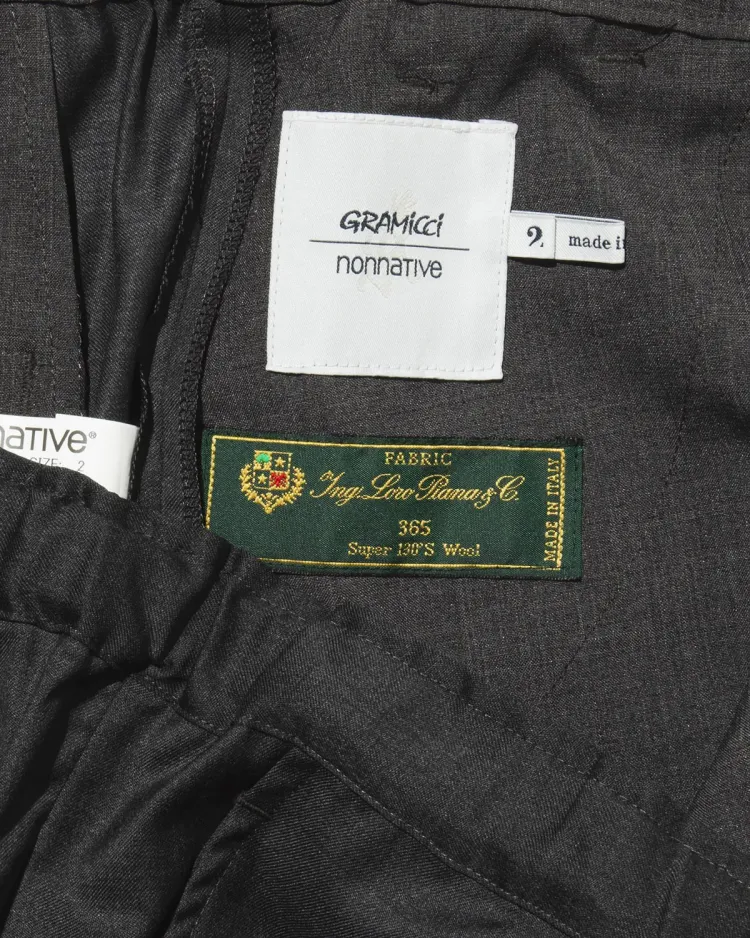 GRAMiCCi
nonnative
2 made i
native®
SIZE: 2
FABRIC
Ing. Loro Piana & C.
365
Super 130'S Wool
MADE IN ITALY